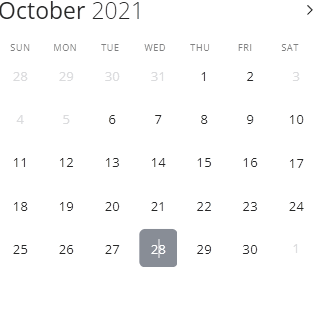 October 2021
SUN MON TUE WED THU FRI SAT
28 29 30 31 1 2 3
4 5 6 7 8 9 10
11 12 13 14 15 16 17
18 19 20 21 22 23 24
25 26 27 28 29 30 1